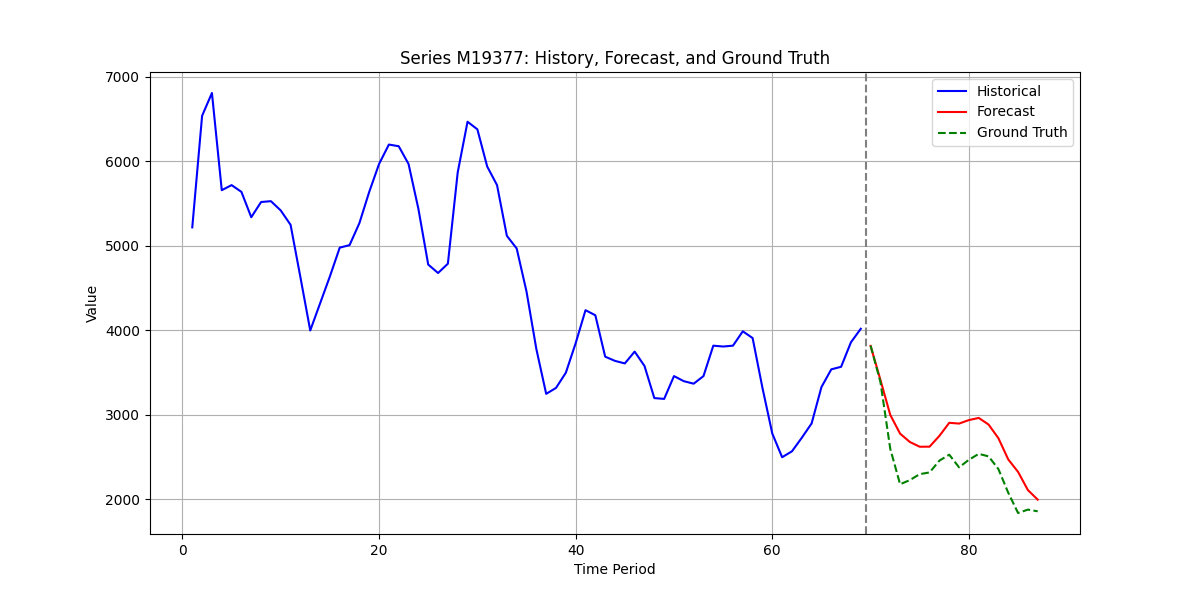 Series M19377: History, Forecast, and Ground Truth
7000
6000
5000
4000
3000
2000
Value
Historical
Forecast
Ground Truth
0
20
40
60
80
Time Period